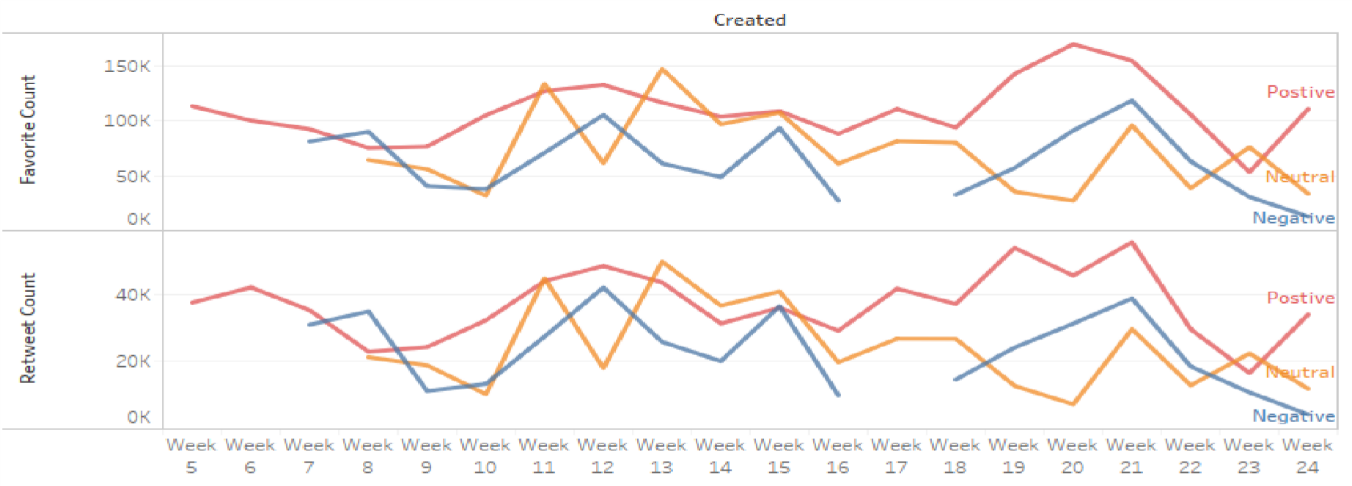 Created
Favorite Count
150K
100K
50K
0K
Postive
Neutral
Negative
Retweet Count
40K
20K
0K
Postive
Neutral
Negative
Week Week Week Week Week Week Week Week Week Week Week Week Week Week Week Week Week Week Week Week
5 6 7 8 9 10 11 12 13 14 15 16 17 18 19 20 21 22 23 24